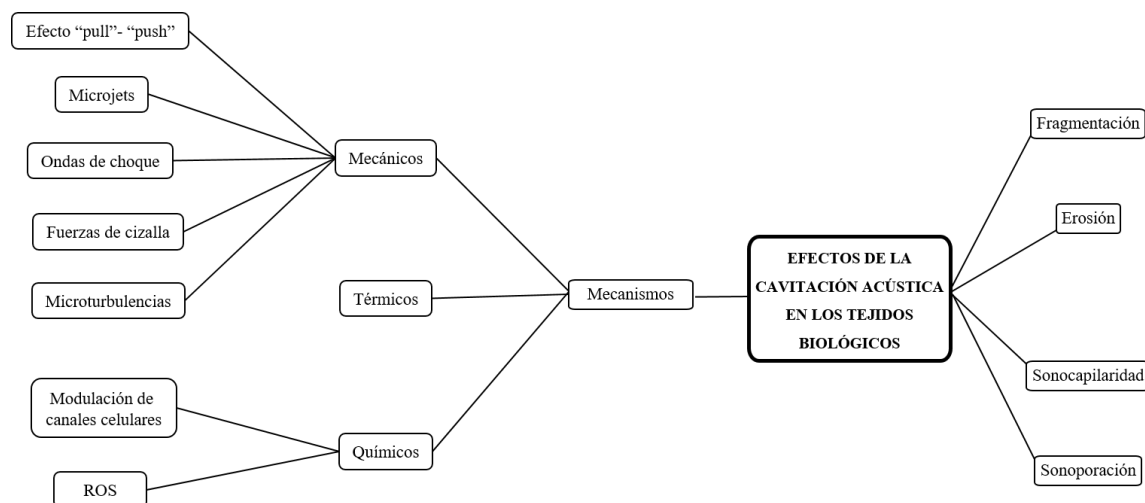 Efecto “pull”- “push”
Microjets
Ondas de choque
Fuerzas de cizalla
Microturbulencias
Mecánicos
Térmicos
Modulación de
canales celulares
ROS
Químicos
Mecanismos
EFECTOS DE LA
CAVITACIÓN ACÚSTICA
EN LOS TEJIDOS
BIOLÓGICOS
Fragmentación
Erosión
Sonocapilaridad
Sonoporación